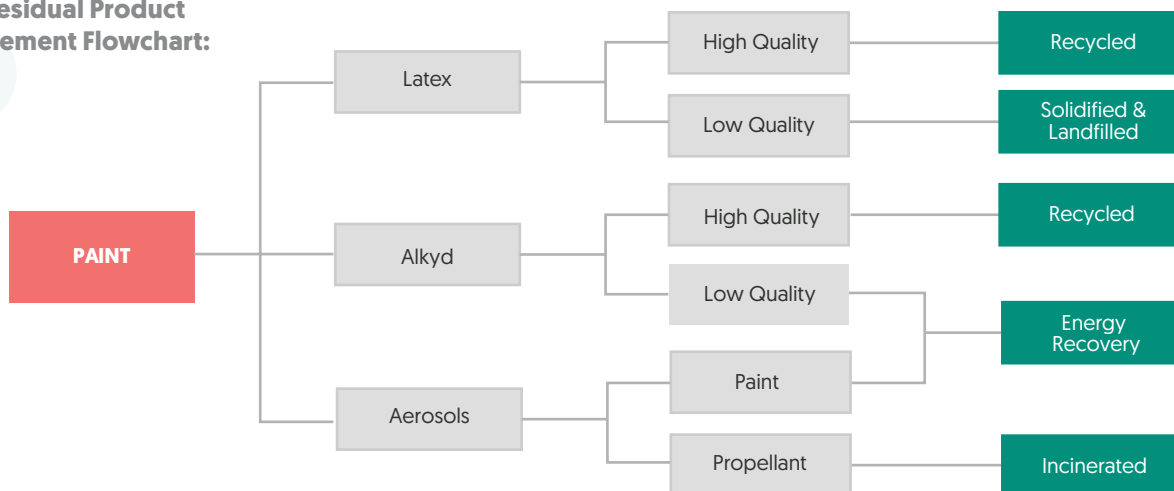 esidual Product
ement Flowchart:
PAINT
Latex
Alkyd
Aerosols
High Quality
Low Quality
High Quality
Low Quality
Paint
Propellant
Recycled
Solidified &
Landfilled
Recycled
Energy
Recovery
Incinerated